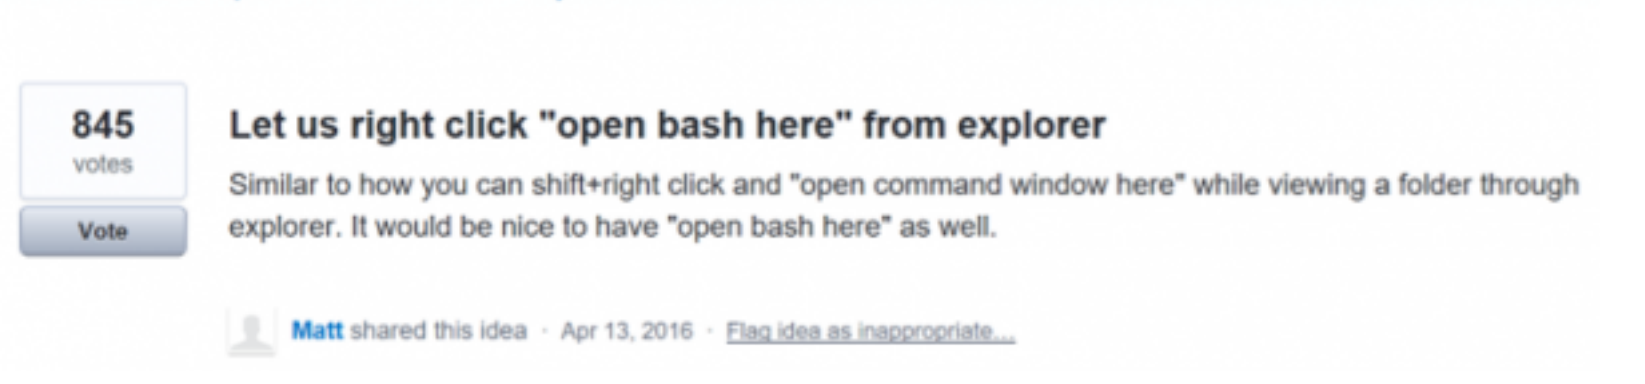 845
votes
Vote
Let us right click "open bash here" from explorer
Similar to how you can shift+right click and "open command window here" while viewing a folder through
explorer. It would be nice to have "open bash here" as well.
Matt shared this idea · Apr 13, 2016 · Flag idea as inappropriate…